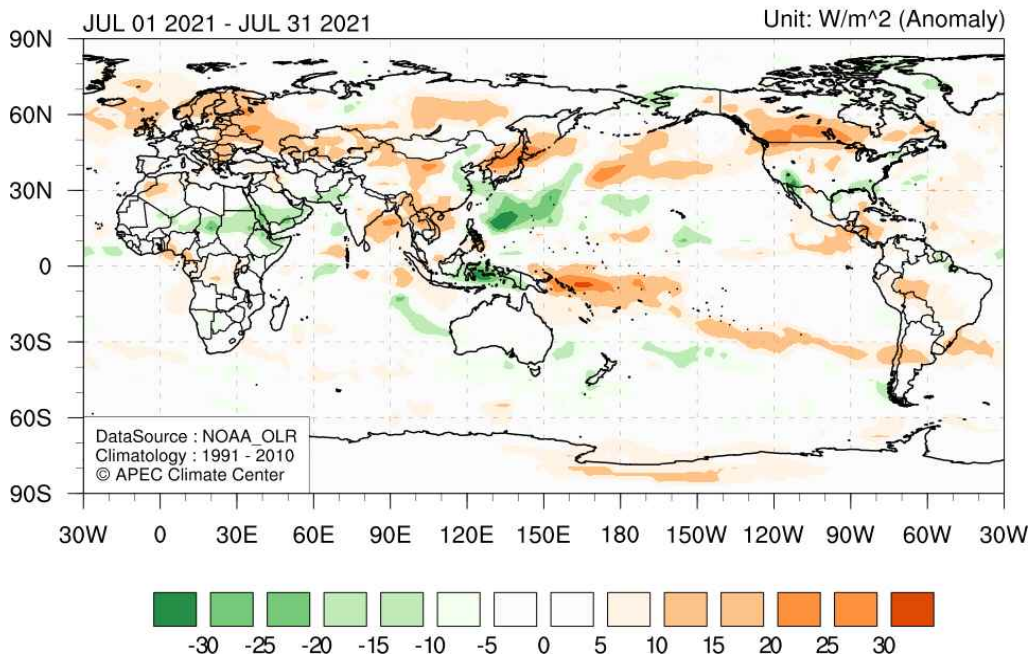 JUL 01 2021 - JUL 31 2021 Unit: W/m^2 (Anomaly)
90N
60N
30N
0
30S
60S
90S
DataSource : NOAA_OLR
Climatology : 1991 - 2010
© APEC Climate Center
30W 0 30E 60E 90E 120E 150E 180 150W 120W 90W 60W 30W
-30 -25 -20 -15 -10 -5 0 5 10 15 20 25 30